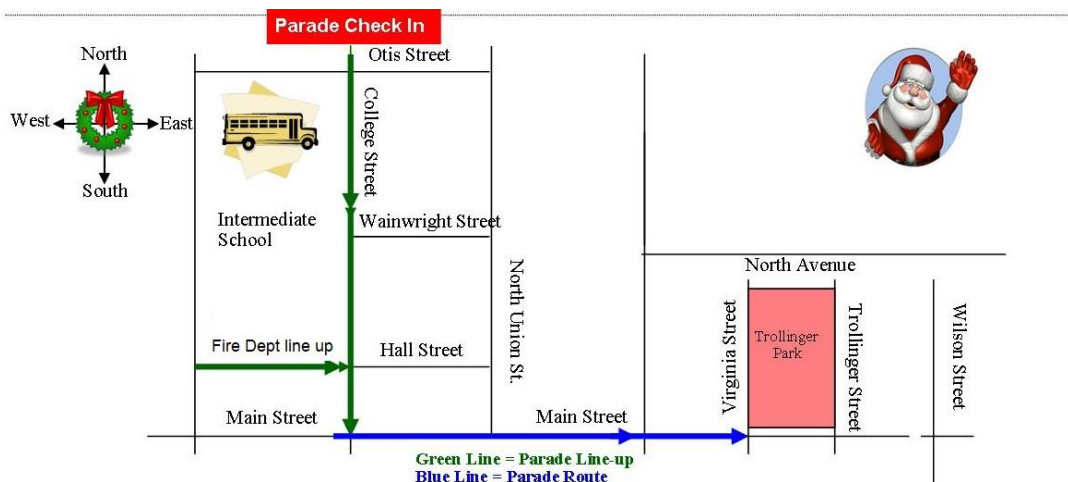 Parade Check In
North
Otis Street
West
East
College Street
South
Intermediate
School
Wainwright Street
North Avenue
North Union St.
Virginia Street
Trollinger
Park
Trollinger Street
Wilson Street
Fire Dept line up
Hall Street
Main Street
Main Street
Green Line = Parade Line-up
Blue Line = Parade Route